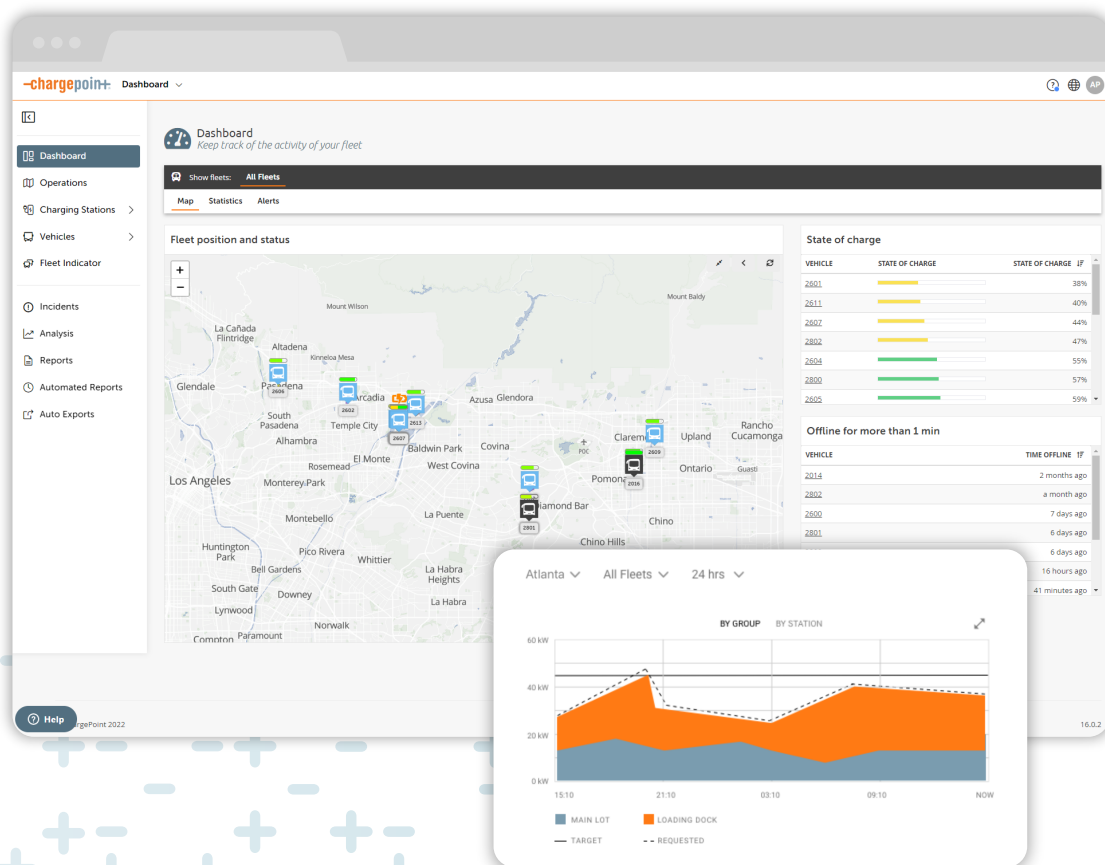 -chargepoin+. Dashboard
AP
Dashboard
Keep track of the activity of your fleet
Dashboard
Operations
Charging Stations
Vehicles
Fleet Indicator
Incidents
Analysis
Reports
Automated Reports
Auto Exports
Show fleets: All Fleets
Map Statistics Alerts
Fleet position and status
+
−
Mount Wilson
Mount Baldy
La Cañada
Flintridge
Altadena
Kinneloa Mesa
Glendale
Pasadena
2606
Arcadia
2602
2613
Azusa Glendora
South
Pasadena
Temple City
2607
Alhambra
Baldwin Park
Covina
2609
Upland
Rancho
Cucamonga
El Monte
Rosemead
West Covina
POC
Ontario
Guasti
Los Angeles
Monterey Park
Pomona
2016
Diamond Bar
2801
La Puente
Montebello
Chino
Chino Hills
Huntington
Park
Pico Rivera
Whittier
Bell Gardens
La Habra
Heights
South Gate
Downey
La Habra
Lynwood
Norwalk
Compton Paramount
State of charge
VEHICLE STATE OF CHARGE STATE OF CHARGE
2601 38%
2611 40%
2607 44%
2802 47%
2604 55%
2800 57%
2605 59%
Offline for more than 1 min
VEHICLE TIME OFFLINE
2014 2 months ago
2802 a month ago
2600 7 days ago
2801 6 days ago
6 days ago
16 hours ago
41 minutes ago
Atlanta All Fleets 24 hrs
BY GROUP BY STATION
60 kW
40 kW
20 kW
0 kW
15:10 21:10 03:10 09:10 NOW
MAIN LOT LOADING DOCK
TARGET REQUESTED
Help
rgePoint 2022
16.0.2